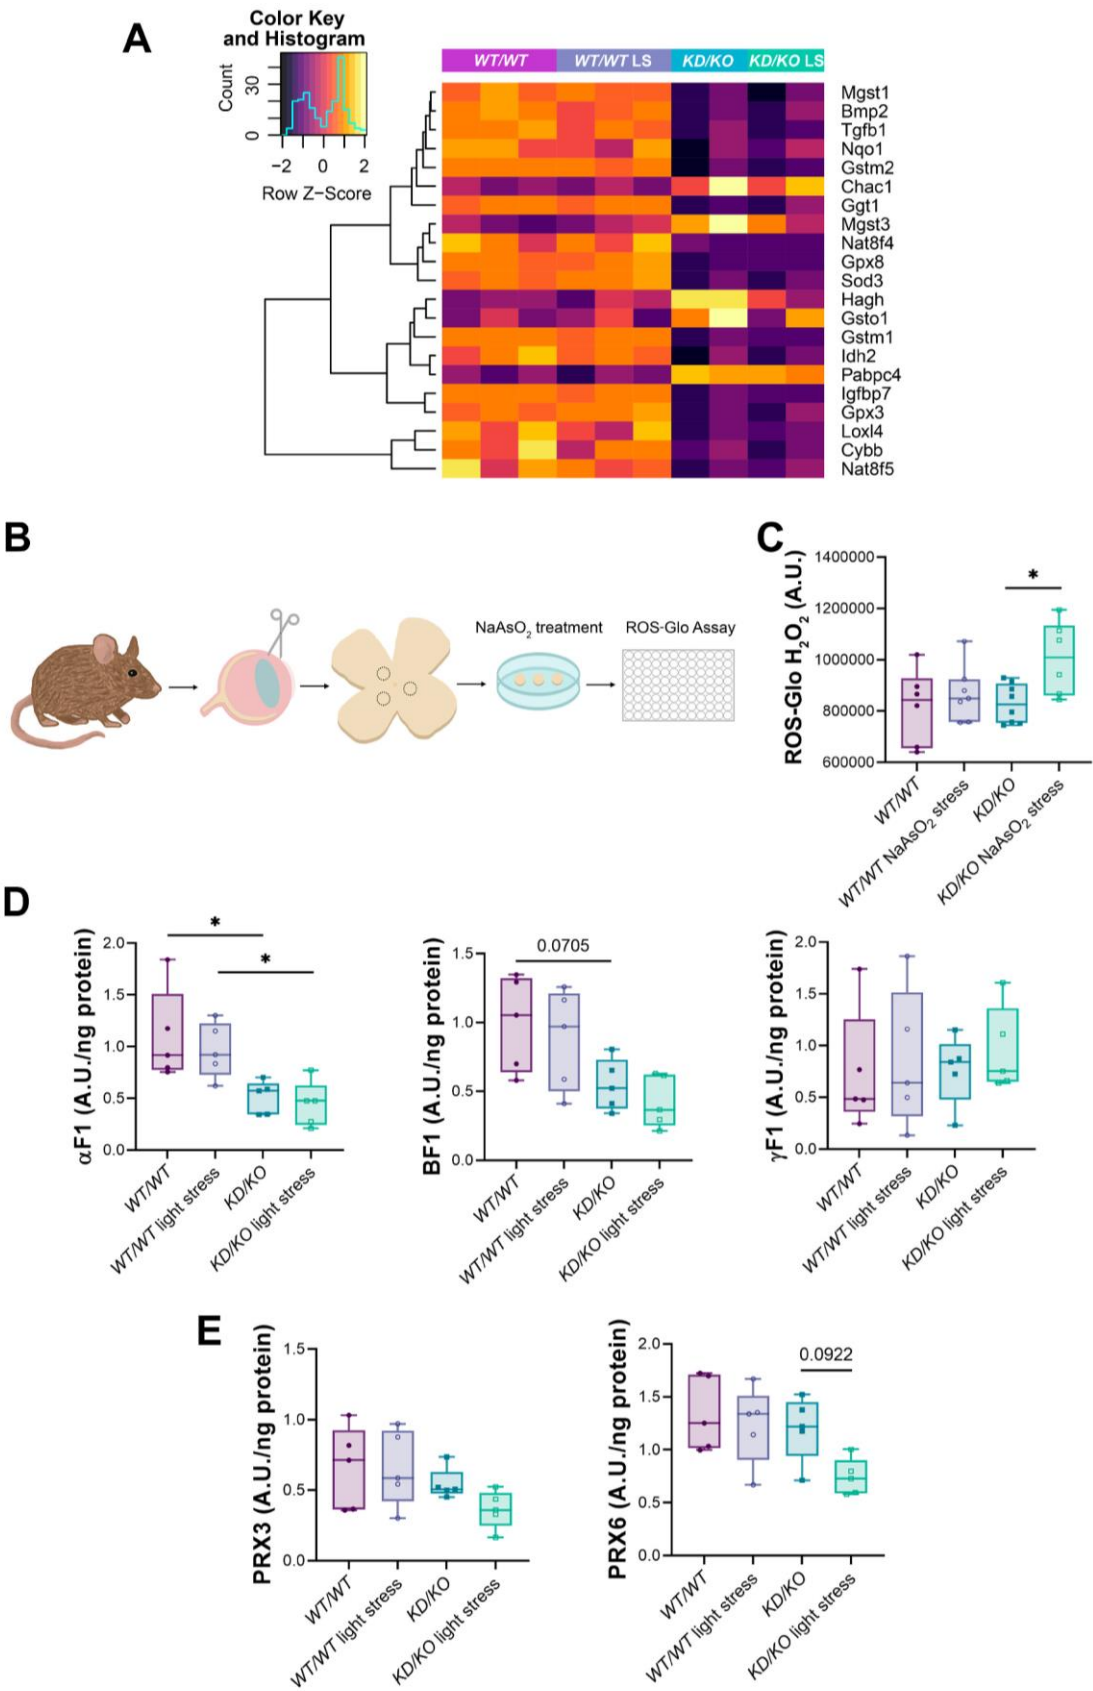 A
Color Key
and Histogram
Count
0
30
−2
0
2
Row Z−Score
WT/WT
WT/WT LS
KD/KO
KD/KO LS
Mgst1
Bmp2
Tgfb1
Nqo1
Gstm2
Chac1
Ggt1
Mgst3
Nat8f4
Gpx8
Sod3
Hagh
Gsto1
Gstm1
Idh2
Pabpc4
Igfbp7
Gpx3
Loxl4
Cybb
Nat8f5
B
NaAsO2 treatment
ROS-Glo Assay
C
ROS-Glo H2O2 (A.U.)
1400000
1200000
1000000
800000
600000
*
WT/WT
WT/WT NaAsO2 stress
KD/KO
KD/KO NaAsO2 stress
D
αF1 (A.U./ng protein)
2.0
1.5
1.0
0.5
0.0
*
*
WT/WT
WT/WT light stress
KD/KO
KD/KO light stress
BF1 (A.U./ng protein)
1.5
1.0
0.5
0.0
0.0705
WT/WT
WT/WT light stress
KD/KO
KD/KO light stress
γF1 (A.U./ng protein)
2.0
1.5
1.0
0.5
0.0
WT/WT
WT/WT light stress
KD/KO
KD/KO light stress
E
PRX3 (A.U./ng protein)
1.5
1.0
0.5
0.0
WT/WT
WT/WT light stress
KD/KO
KD/KO light stress
PRX6 (A.U./ng protein)
2.0
1.5
1.0
0.5
0.0
0.0922
WT/WT
WT/WT light stress
KD/KO
KD/KO light stress